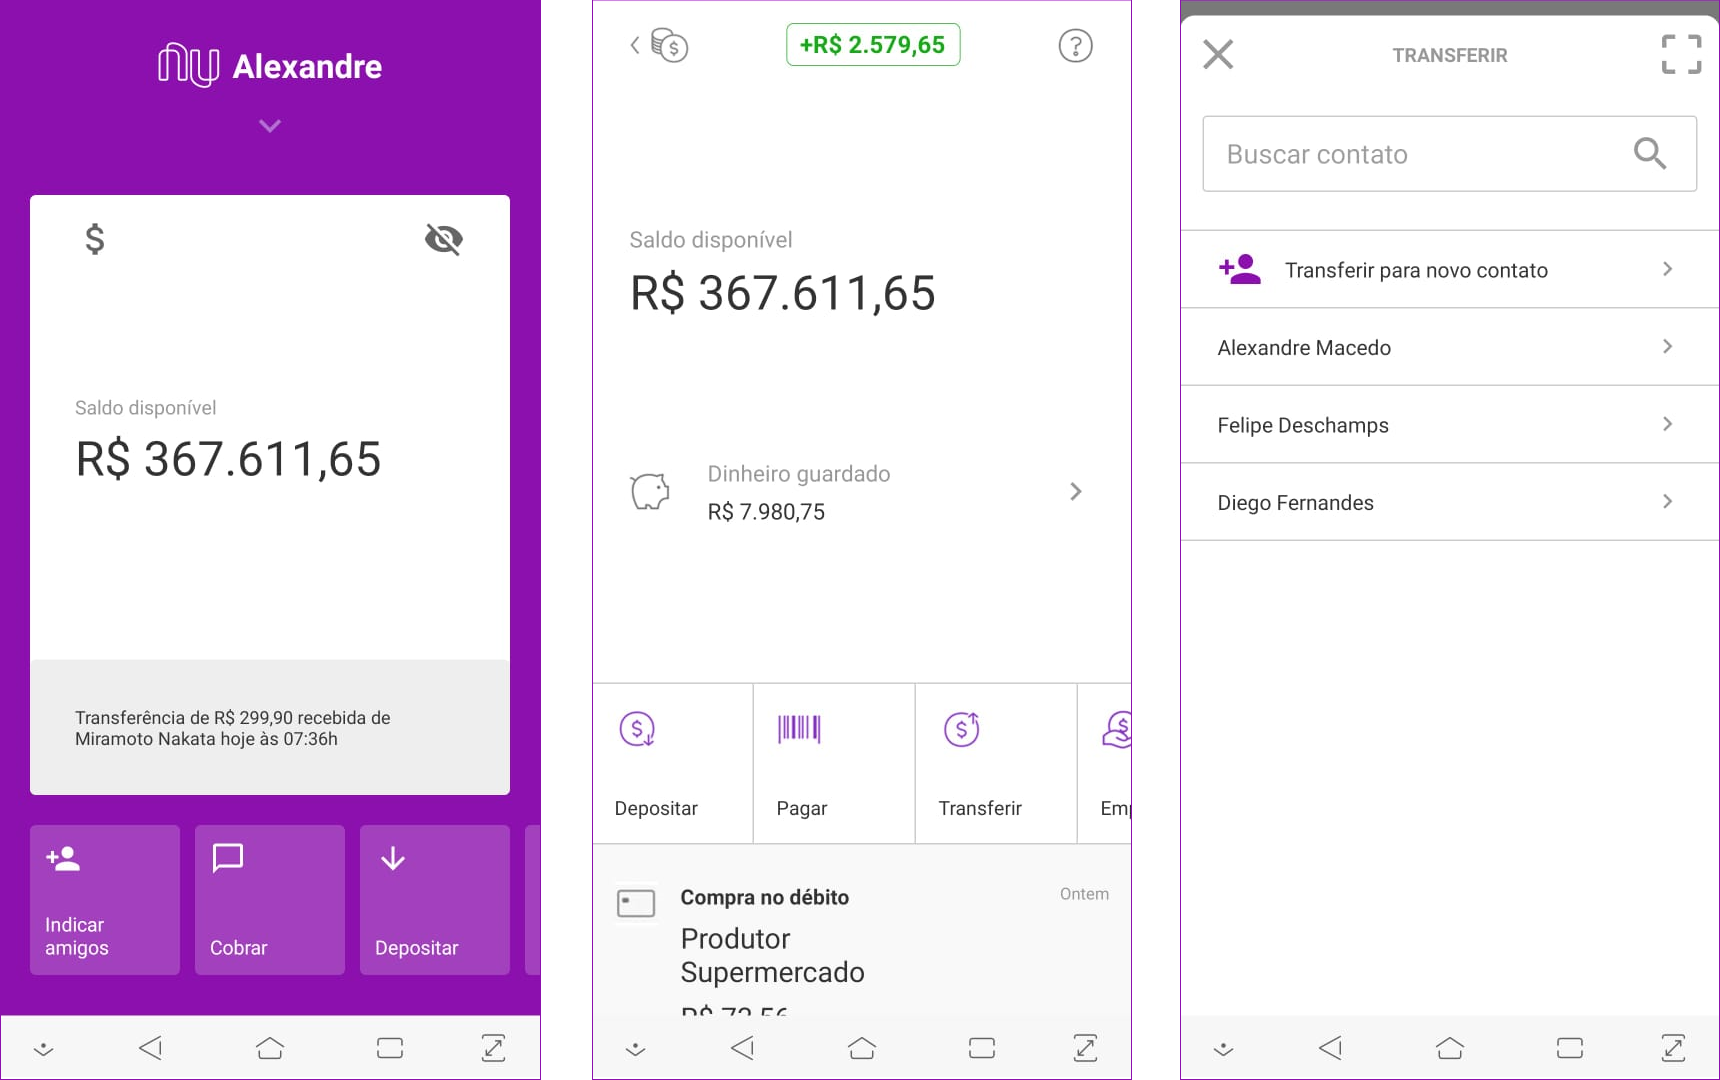 nu Alexandre
Saldo disponível
R$ 367.611,65
Transferência de R$ 299,90 recebida de
Miramoto Nakata hoje às 07:36h
Indicar
amigos
Cobrar
Depositar
+R$ 2.579,65
Saldo disponível
R$ 367.611,65
Dinheiro guardado
R$ 7.980,75
Depositar
Pagar
Transferir
Emp
Compra no débito
Ontem
Produtor
Supermercado
R$ 72,56
TRANSFERIR
Buscar contato
Transferir para novo contato
Alexandre Macedo
Felipe Deschamps
Diego Fernandes